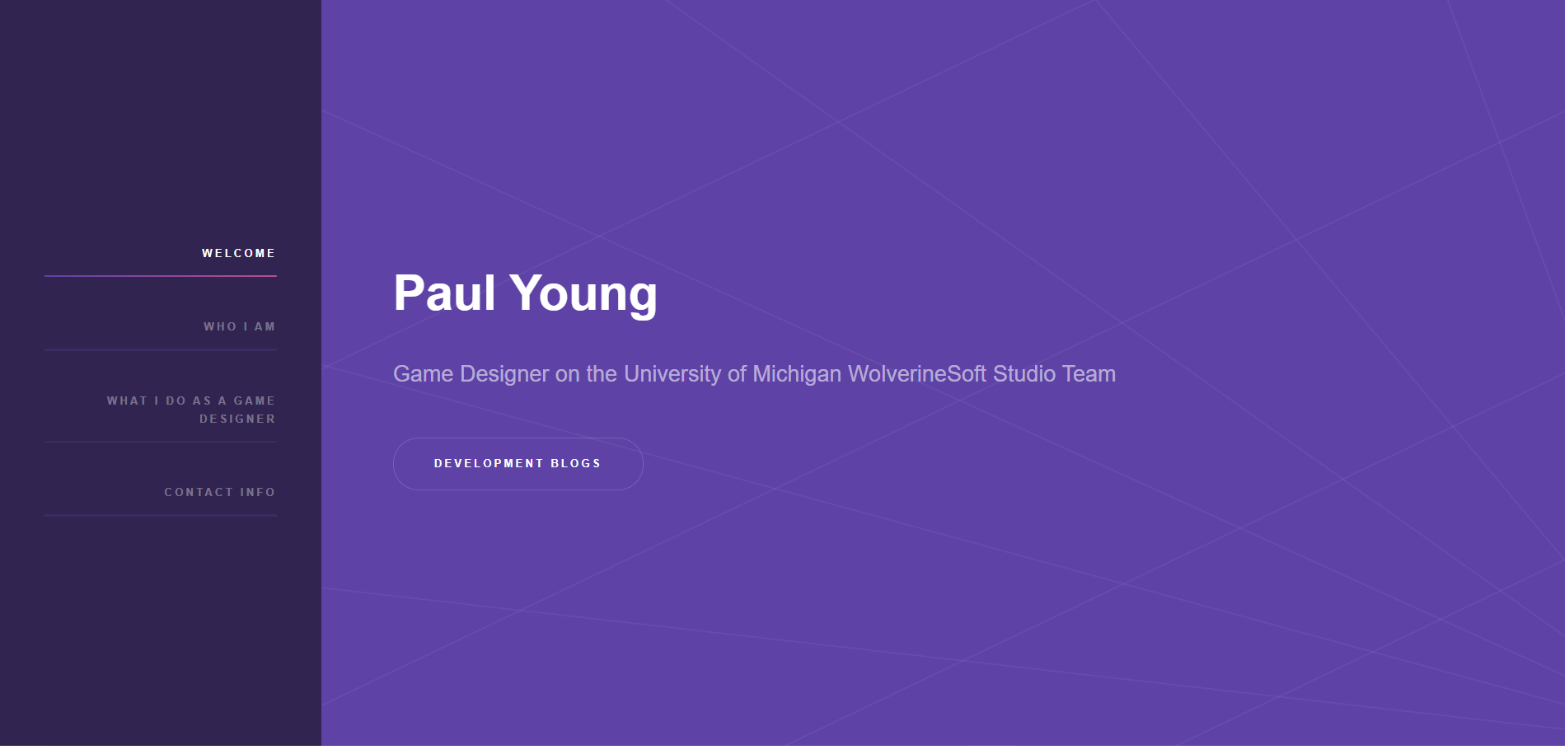 WELCOME
WHO I AM
WHAT I DO AS A GAME
DESIGNER
CONTACT INFO
Paul Young
Game Designer on the University of Michigan WolverineSoft Studio Team
DEVELOPMENT BLOGS